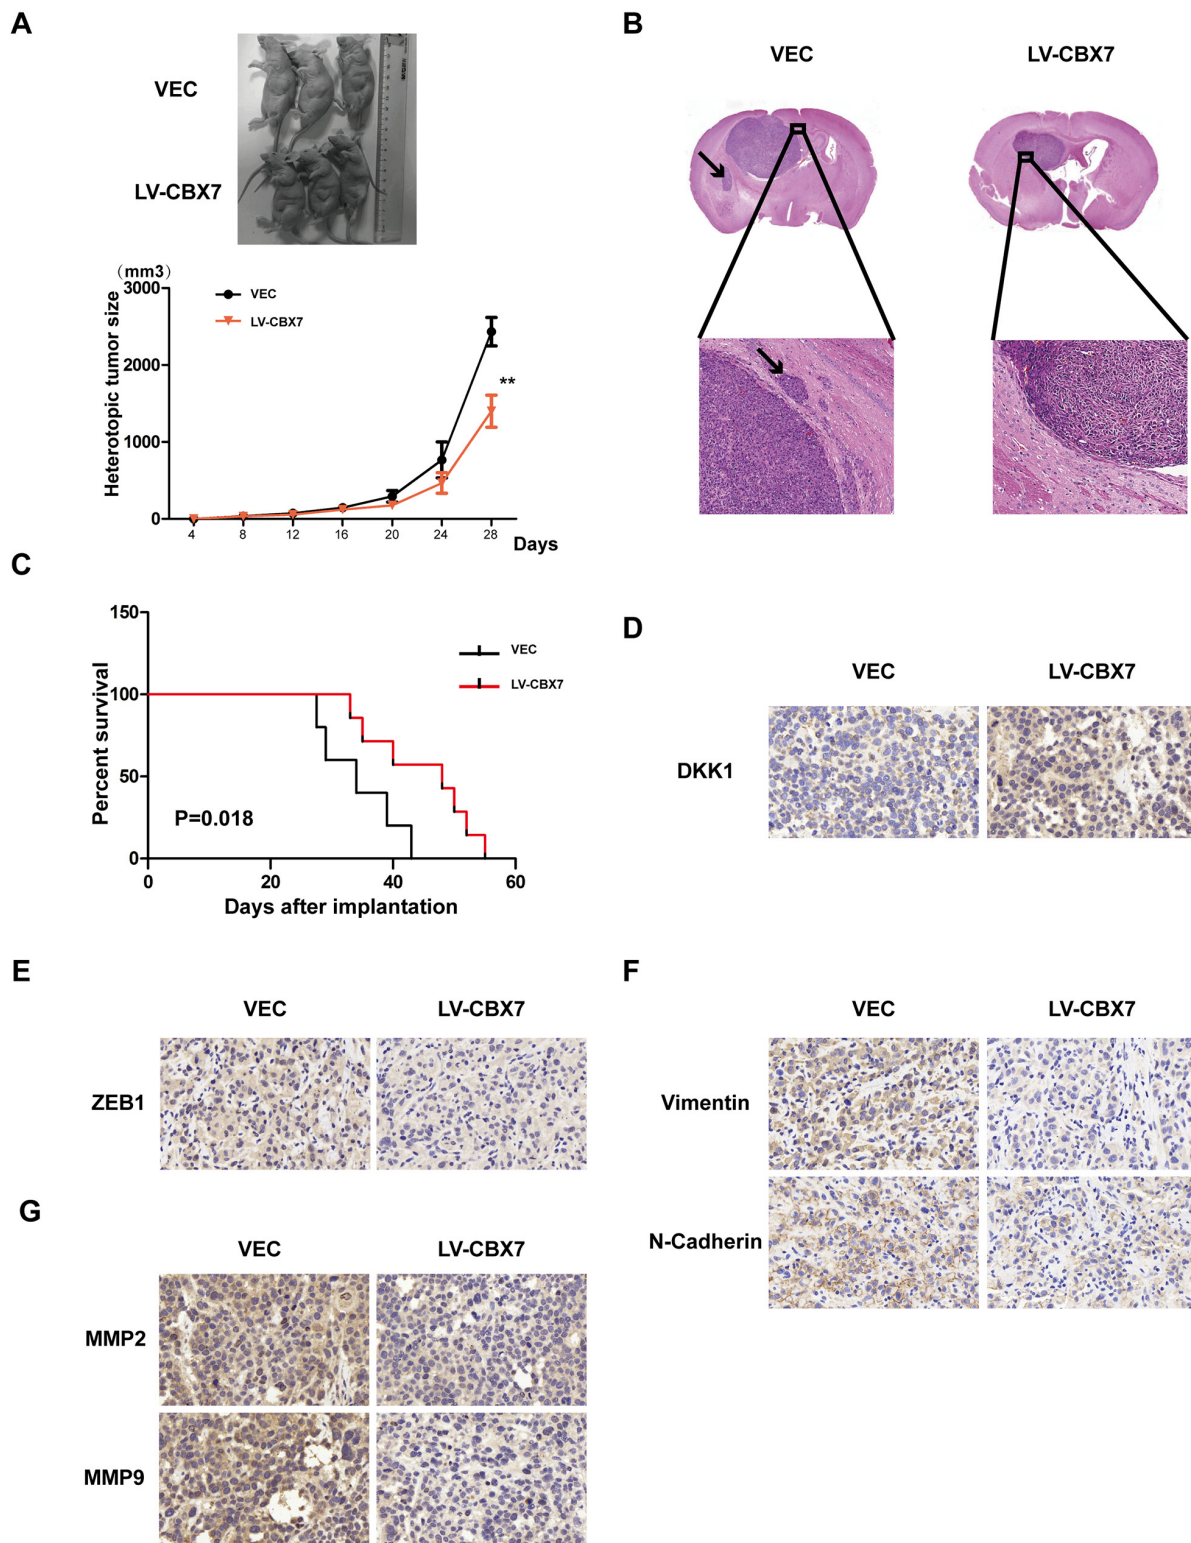 A
VEC
LV-CBX7
(mm3)
3000
2000
1000
0
Heterotopic tumor size
VEC
LV-CBX7
**
4 8 12 16 20 24 28
Days
B
VEC LV-CBX7
C
150
100
50
0
Percent survival
VEC
LV-CBX7
P=0.018
0 20 40 60
Days after implantation
D
VEC LV-CBX7
DKK1
E
VEC LV-CBX7
ZEB1
F
VEC LV-CBX7
Vimentin
N-Cadherin
G
VEC LV-CBX7
MMP2
MMP9